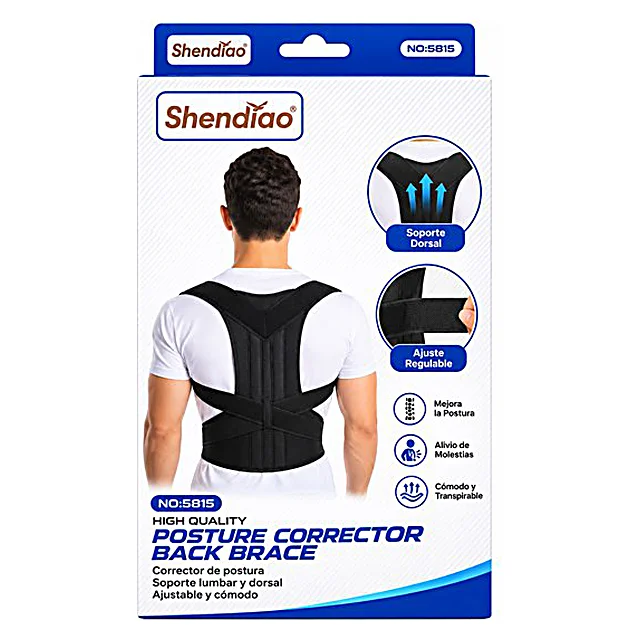 Shendiao
NO:5815
Shendiao®
Soporte
Dorsal
Ajuste
Regulable
Mejora
la Postura
Alivio de
Molestias
Cómodo y
Transpirable
NO:5815
HIGH QUALITY
POSTURE CORRECTOR
BACK BRACE
Corrector de postura
Soporte lumbar y dorsal
Ajustable y cómodo